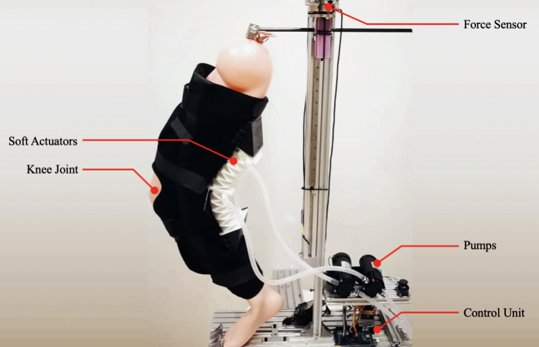 Force Sensor
Soft Actuators
Knee Joint
Pumps
Control Unit